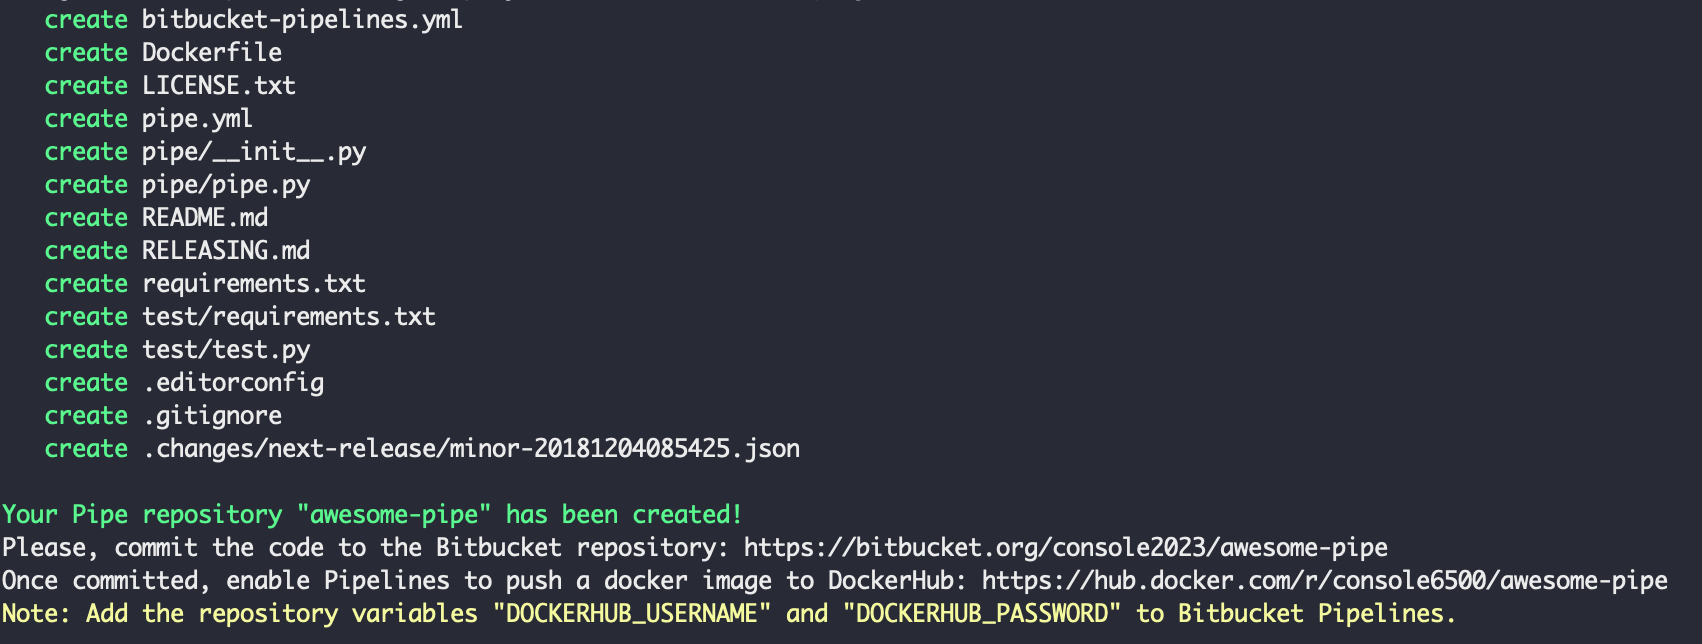 create bitbucket-pipelines.yml
create Dockerfile
create LICENSE.txt
create pipe.yml
create pipe/__init__.py
create pipe/pipe.py
create README.md
create RELEASING.md
create requirements.txt
create test/requirements.txt
create test/test.py
create .editorconfig
create .gitignore
create .changes/next-release/minor-20181204085425.json
Your Pipe repository "awesome-pipe" has been created!
Please, commit the code to the Bitbucket repository: https://bitbucket.org/console2023/awesome-pipe
Once committed, enable Pipelines to push a docker image to DockerHub: https://hub.docker.com/r/console6500/awesome-pipe
Note: Add the repository variables "DOCKERHUB_USERNAME" and "DOCKERHUB_PASSWORD" to Bitbucket Pipelines.